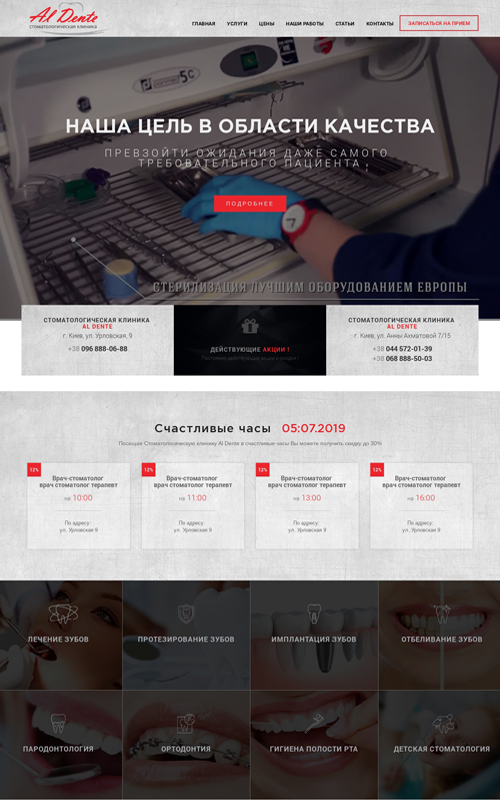 Al Dente
стоматологическая клиника
ГЛАВНАЯ УСЛУГИ ЦЕНЫ НАШИ РАБОТЫ СТАТЬИ КОНТАКТЫ ЗАПИСАТЬСЯ НА ПРИЕМ
НАША ЦЕЛЬ В ОБЛАСТИ КАЧЕСТВА
ПРЕВЗОЙТИ ОЖИДАНИЯ ДАЖЕ САМОГО
ТРЕБОВАТЕЛЬНОГО ПАЦИЕНТА
ПОДРОБНЕЕ
СТЕРИЛИЗАЦИЯ ЛУЧШИМ ОБОРУДОВАНИЕМ ЕВРОПЫ
СТОМАТОЛОГИЧЕСКАЯ КЛИНИКА
AL DENTE
г. Киев, ул. Урловская, 9
+38 096 888-06-88
ДЕЙСТВУЮЩИЕ АКЦИИ !
СТОМАТОЛОГИЧЕСКАЯ КЛИНИКА
AL DENTE
г. Киев, ул. Анны Ахматовой 7/15
+38 044 572-01-39
+38 068 888-50-03
Счастливые часы 05:07.2019
Посещая Стоматологическую клинику Al Dente в счастливые часы Вы можете получить скидку до 30%
12%
Врач-стоматолог
врач стоматолог терапевт
на 10:00
По адресу:
ул. Урловская 9
12%
Врач-стоматолог
врач стоматолог терапевт
на 11:00
По адресу:
ул. Урловская 9
12%
Врач-стоматолог
врач стоматолог терапевт
на 13:00
По адресу:
ул. Урловская 9
12%
Врач-стоматолог
врач стоматолог терапевт
на 16:00
По адресу:
ул. Урловская 9
ЛЕЧЕНИЕ ЗУБОВ
ПРОТЕЗИРОВАНИЕ ЗУБОВ
ИМПЛАНТАЦИЯ ЗУБОВ
ОТБЕЛИВАНИЕ ЗУБОВ
ПАРОДОНТОЛОГИЯ
ОРТОДОНТИЯ
ГИГИЕНА ПОЛОСТИ РТА
ДЕТСКАЯ СТОМАТОЛОГИЯ